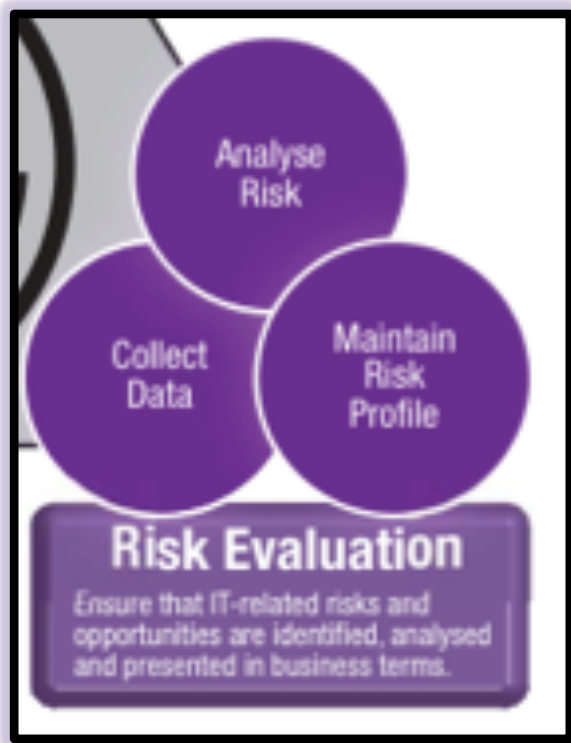 Analyse
Risk
Collect
Data
Maintain
Risk
Profile
Risk Evaluation
Ensure that IT-related risks and
opportunities are identified, analysed
and presented in business terms.